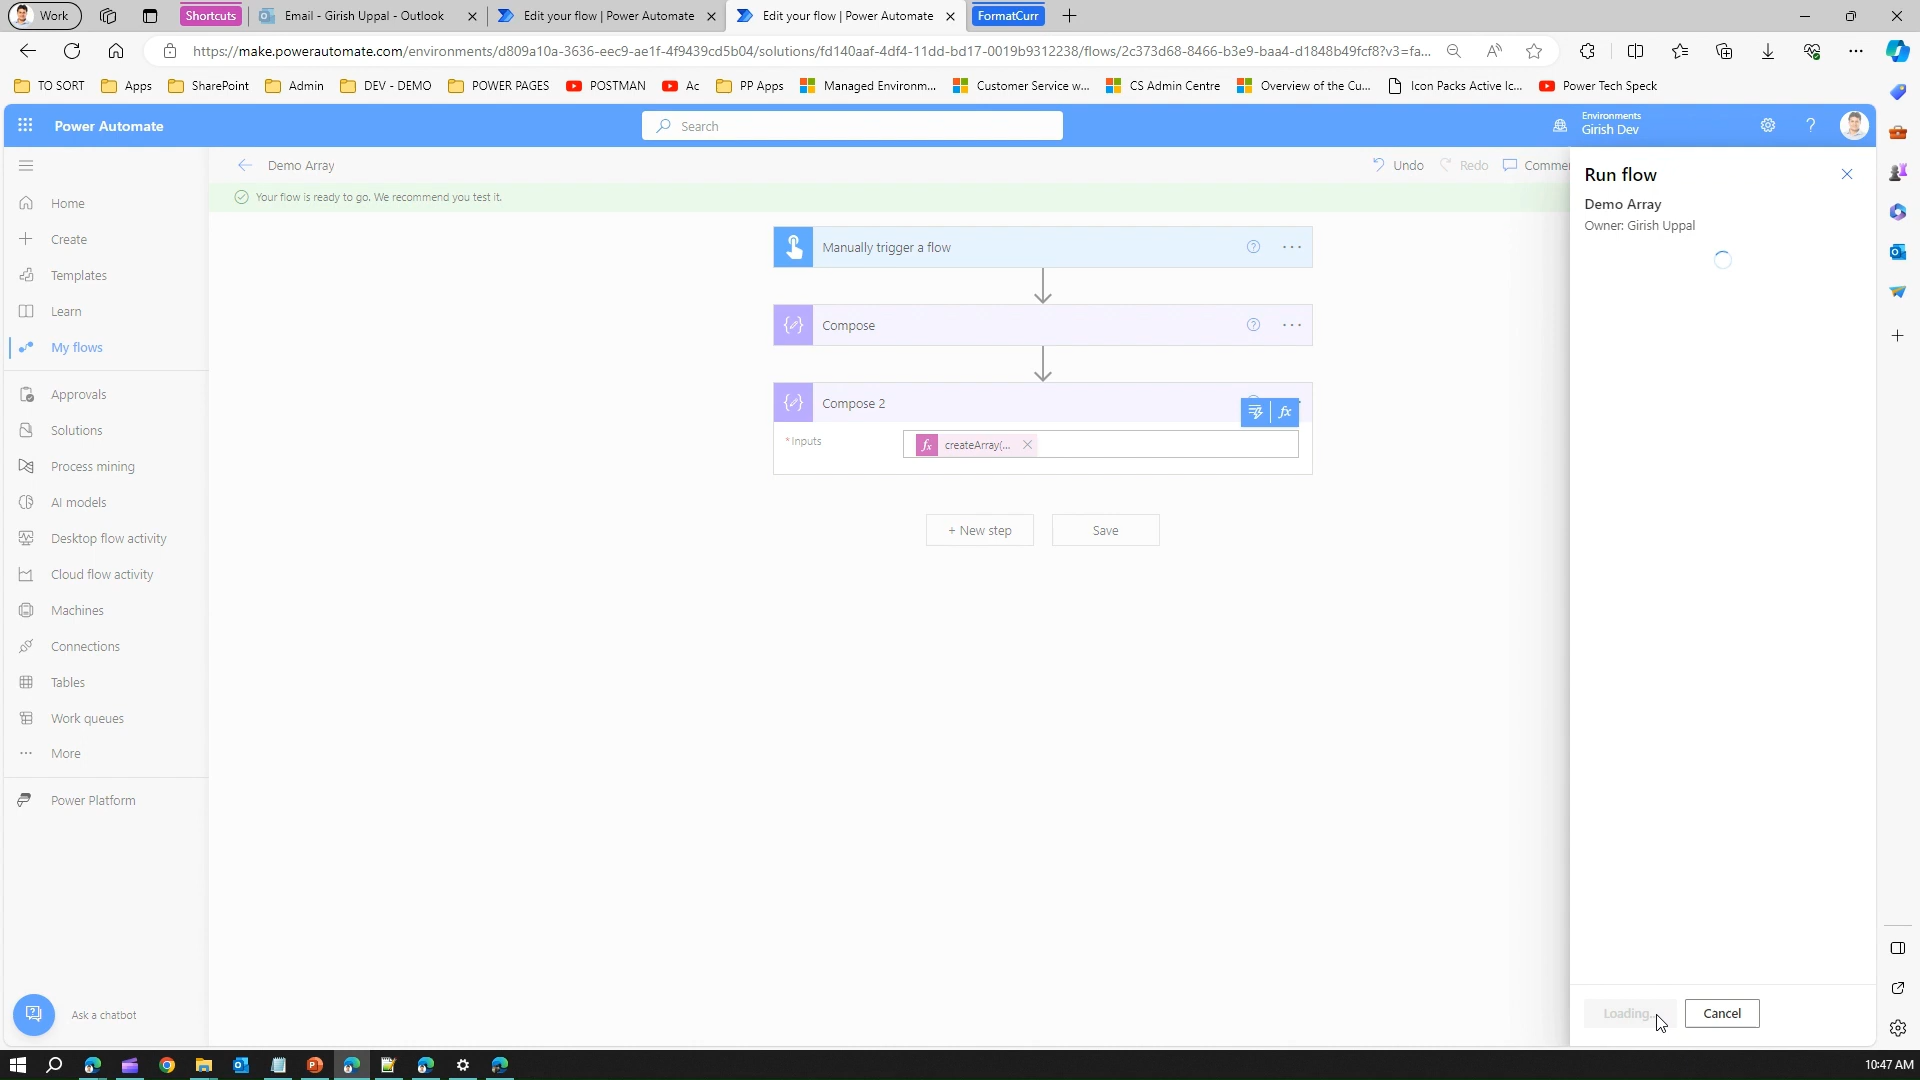 Work
Shortcuts
Email - Girish Uppal - Outlook
Edit your flow | Power Automate
Edit your flow | Power Automate
FormatCurr
https://make.powerautomate.com/environments/d809a10a-3636-eec9-ae1f-4f9439cd5b04/solutions/fd140aaf-4df4-11dd-bd17-0019b9312238/flows/2c373d68-8466-b3e9-baa4-d1848b49fcf8?v3=fa...
TO SORT
Apps
SharePoint
Admin
DEV - DEMO
POWER PAGES
POSTMAN
Ac
PP Apps
Managed Environm...
Customer Service w...
CS Admin Centre
Overview of the Cu...
Icon Packs Active Ic...
Power Tech Speck
Power Automate
Search
Environments
Girish Dev
Demo Array
Undo
Redo
Commen
Your flow is ready to go. We recommend you test it.
Home
Create
Templates
Learn
My flows
Approvals
Solutions
Process mining
AI models
Desktop flow activity
Cloud flow activity
Machines
Connections
Tables
Work queues
More
Power Platform
Ask a chatbot
Manually trigger a flow
Compose
Compose 2
fx
* Inputs
fx createArray(...
+ New step
Save
Run flow
Demo Array
Owner: Girish Uppal
Loading...
Cancel
10:47 AM